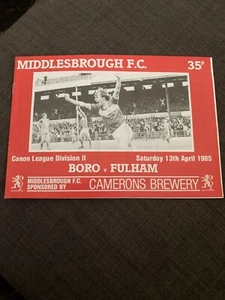 MIDDLESBROUGH F.C. 35P
Canon League Division II Saturday 13th April 1985
BORO v FULHAM
MIDDLESBROUGH F.C.
SPONSORED BY CAMERONS BREWERY